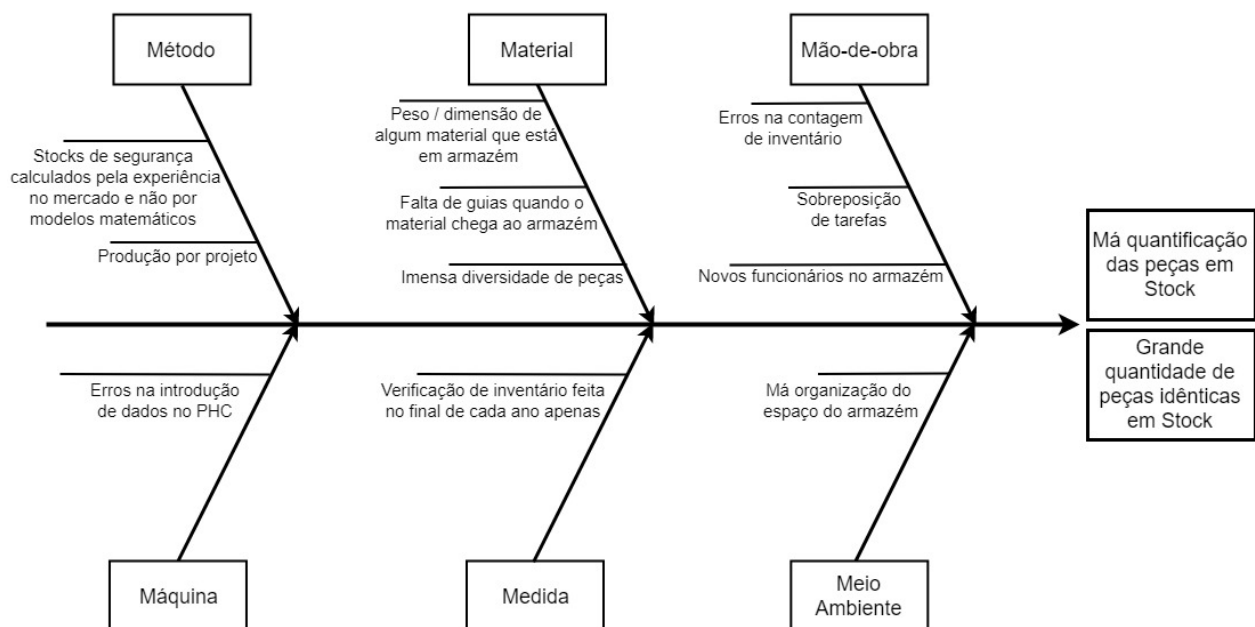 Método
Material
Mão-de-obra
Stocks de segurança
calculados pela experiência
no mercado e não por
modelos matemáticos
Produção por projeto
Peso / dimensão de
algum material que está
em armazém
Falta de guias quando o
material chega ao armazém
Imensa diversidade de peças
Erros na contagem
de inventário
Sobreposição
de tarefas
Novos funcionários no armazém
Má quantificação
das peças em
Stock
Grande
quantidade de
peças idênticas
em Stock
Erros na introdução
de dados no PHC
Verificação de inventário feita
no final de cada ano apenas
Má organização do
espaço do armazém
Máquina
Medida
Meio
Ambiente